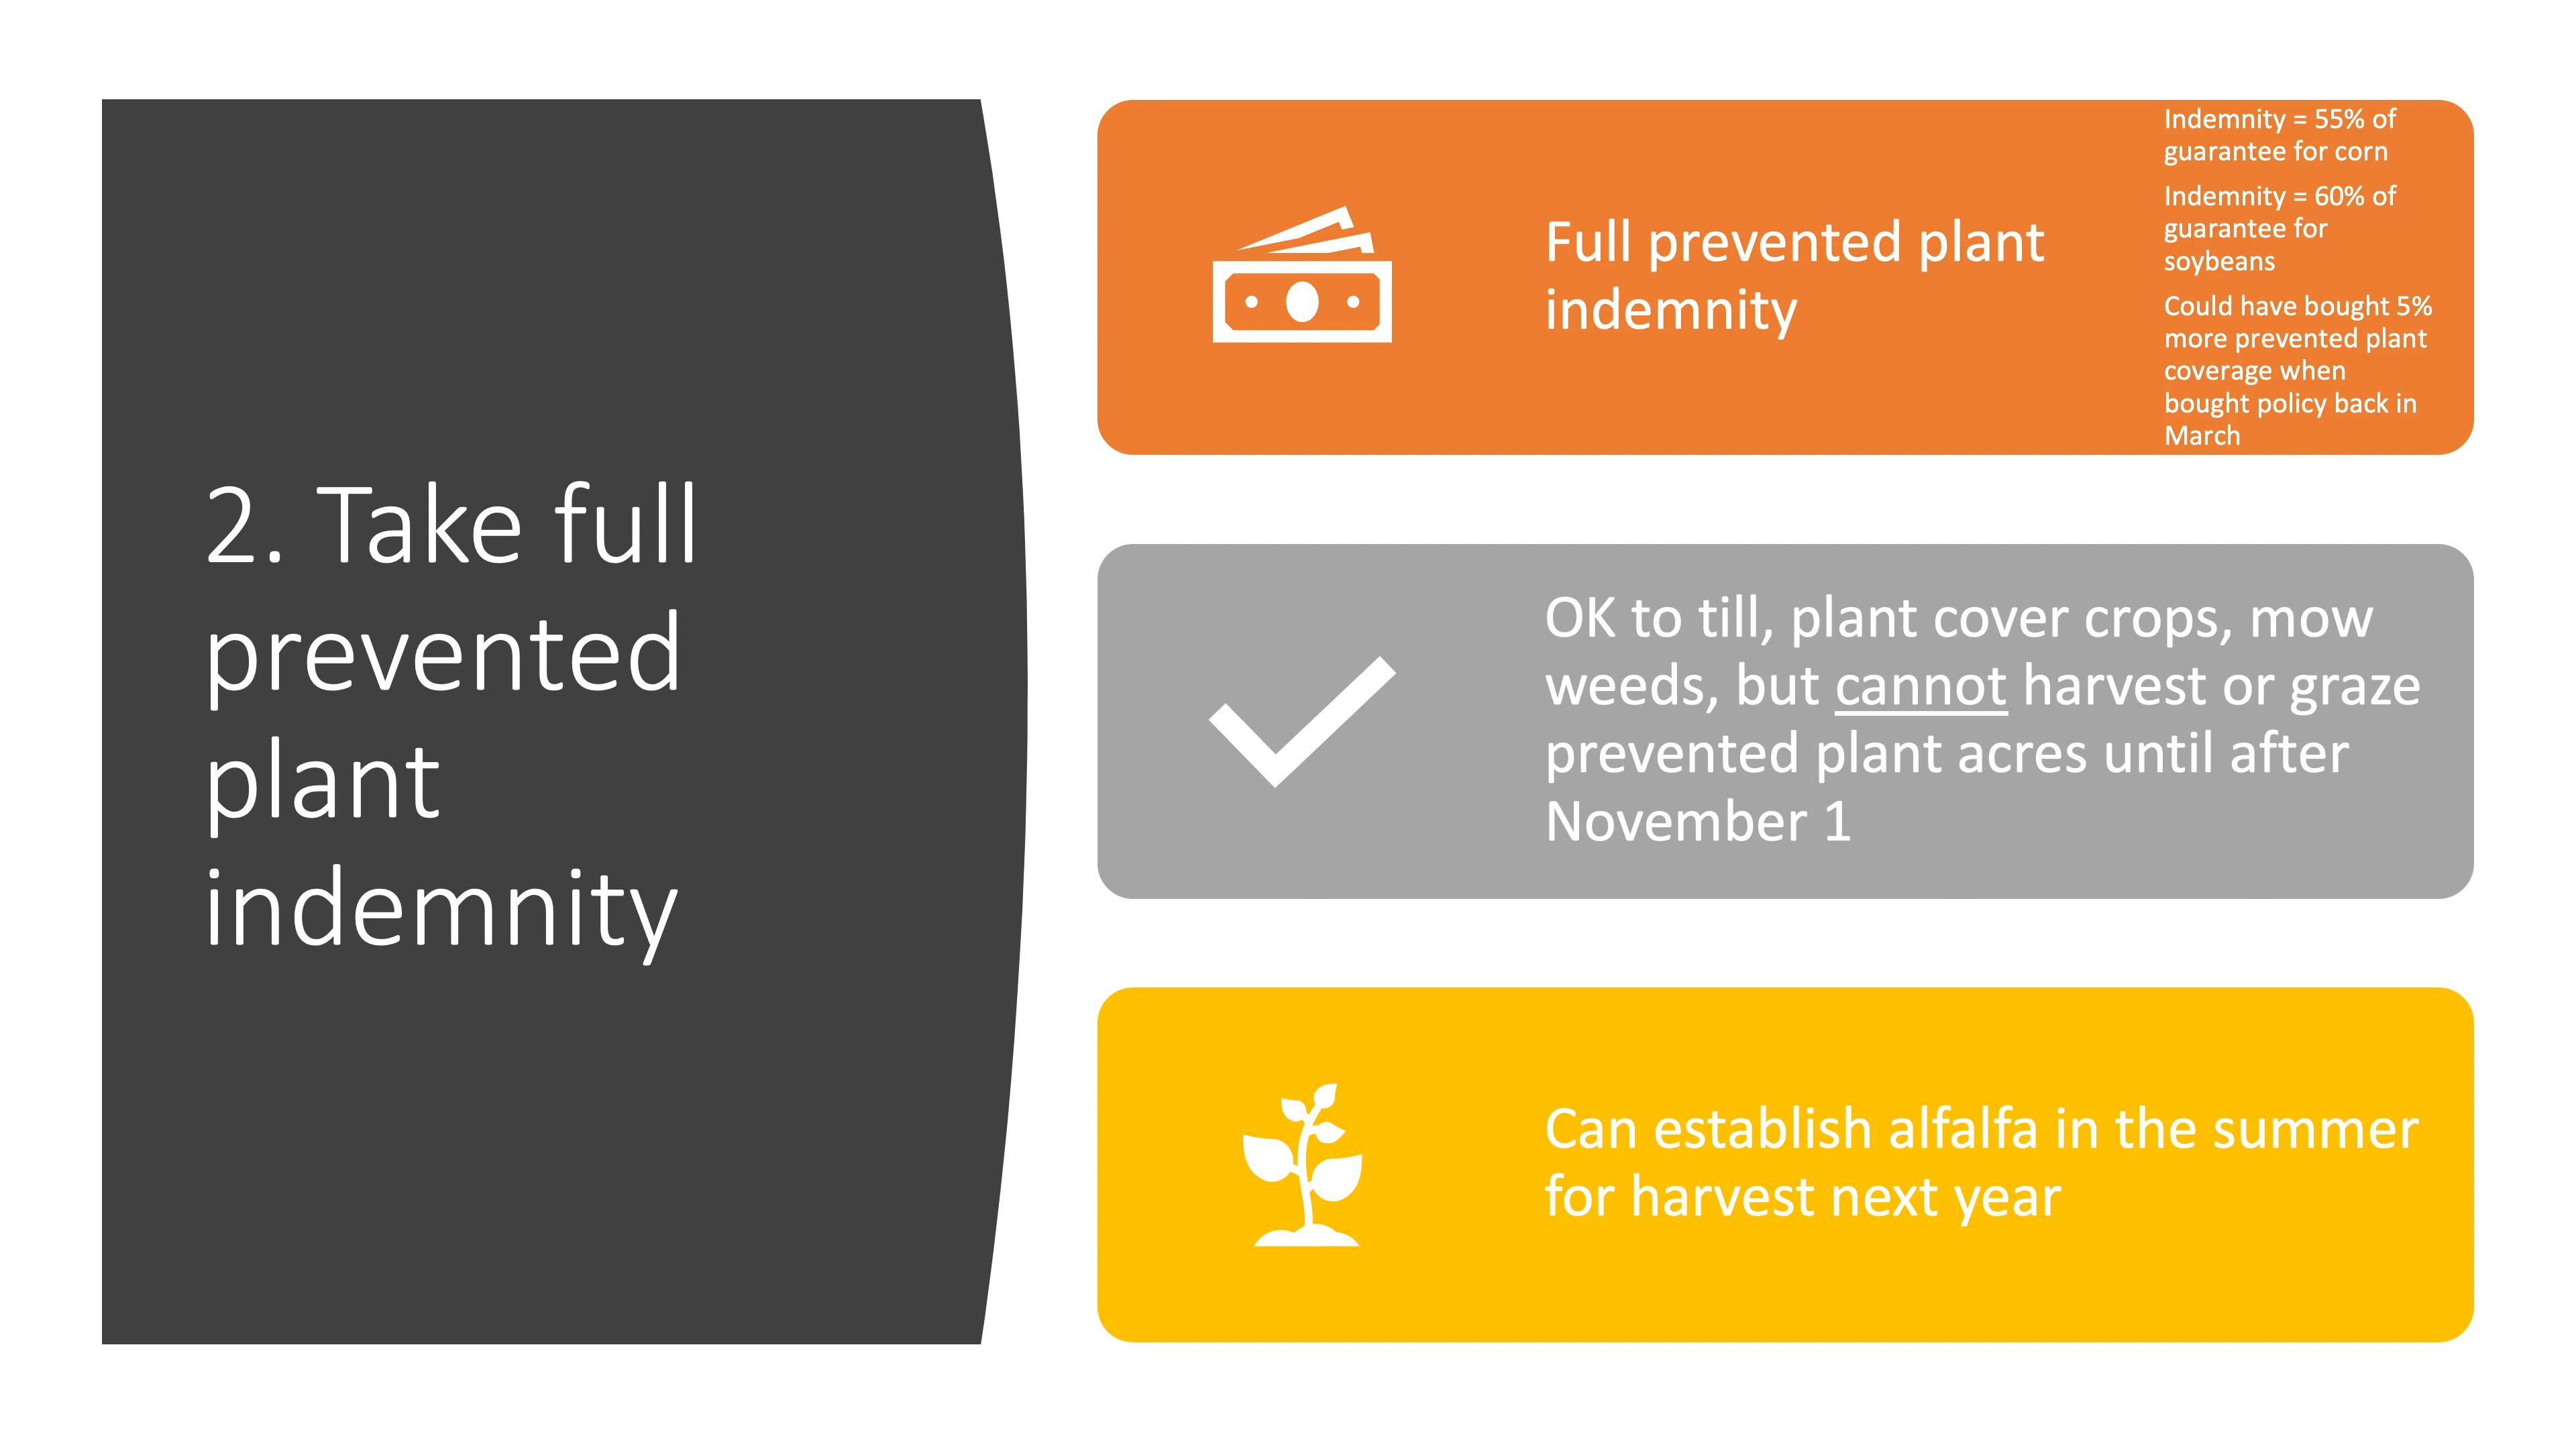 2. Take full
prevented
plant
indemnity
Full prevented plant
indemnity
Indemnity = 55% of
guarantee for corn
Indemnity = 60% of
guarantee for
soybeans
Could have bought 5%
more prevented plant
coverage when
bought policy back in
March
OK to till, plant cover crops, mow
weeds, but cannot harvest or graze
prevented plant acres until after
November 1
Can establish alfalfa in the summer
for harvest next year